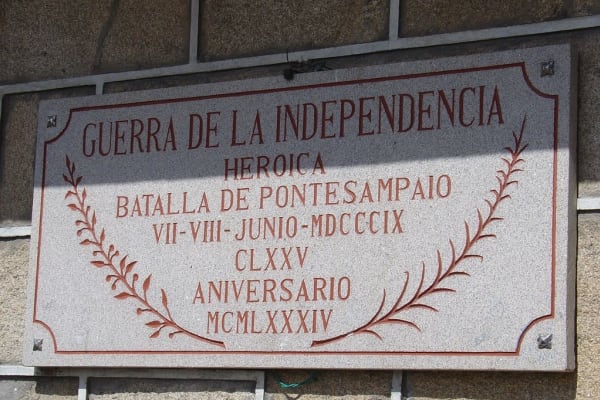 GUERRA DE LA INDEPENDENCIA
HEROICA
BATALLA DE PONTESAMPAIO
VII-VIII-JUNIO-MDCCCIX
CLXXV
ANIVERSARIO
MCMLXXXIV